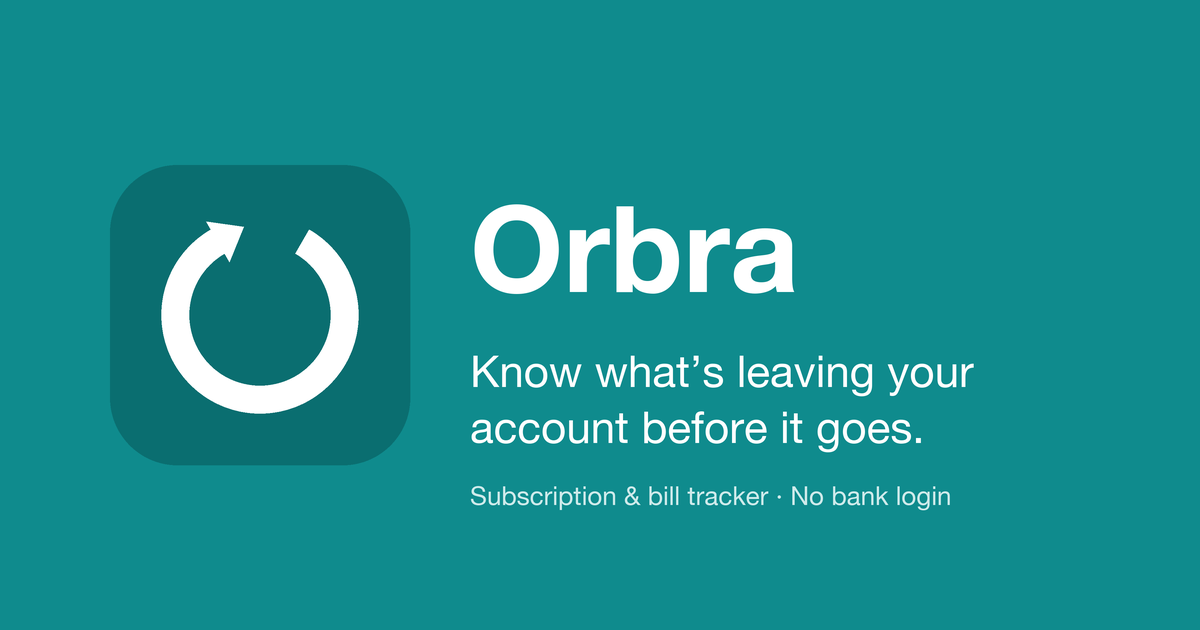 Orbra
Know what’s leaving your
account before it goes.
Subscription & bill tracker · No bank login